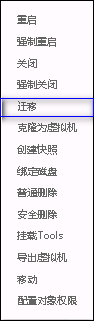 重启
强制重启
关闭
强制关闭
迁移
克隆为虚拟机
创建快照
绑定磁盘
普通删除
安全删除
挂载Tools
导出虚拟机
移动
配置对象权限